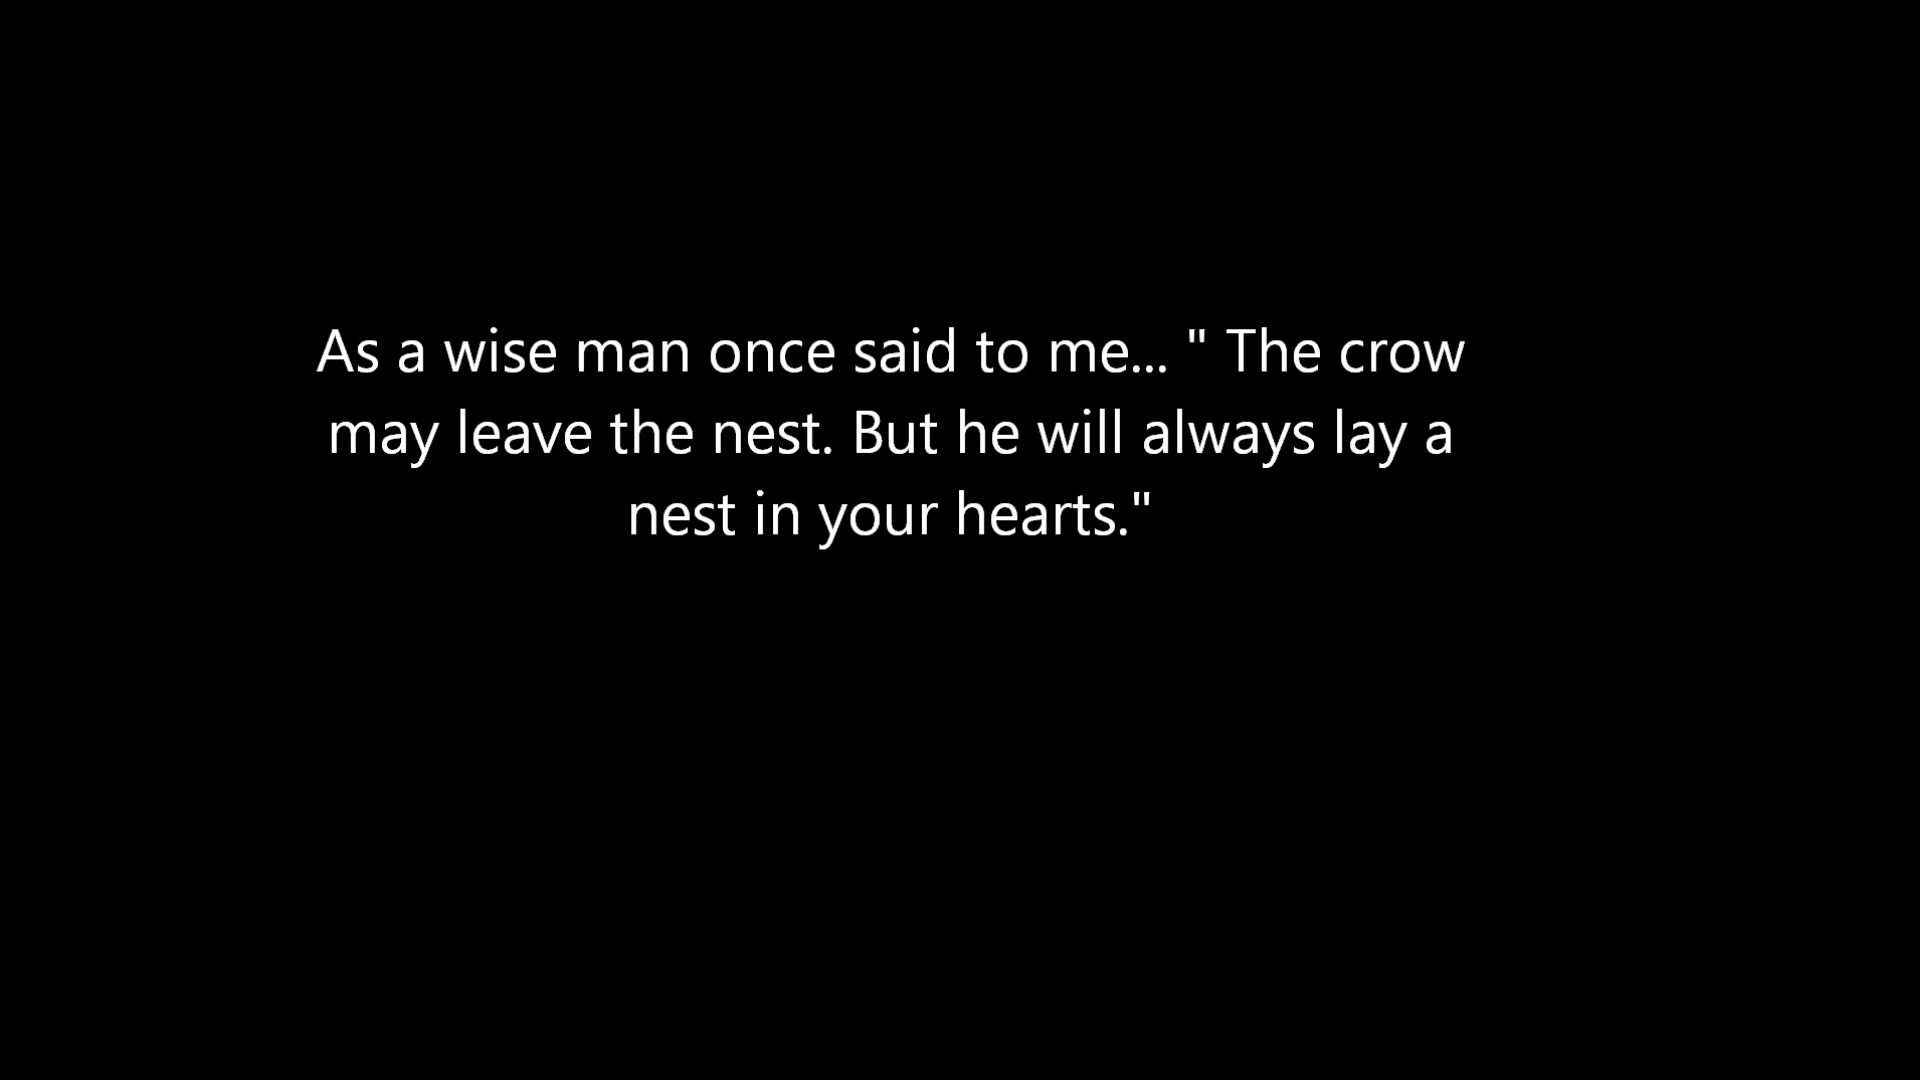 As a wise man once said to me... " The crow
may leave the nest. But he will always lay a
nest in your hearts."